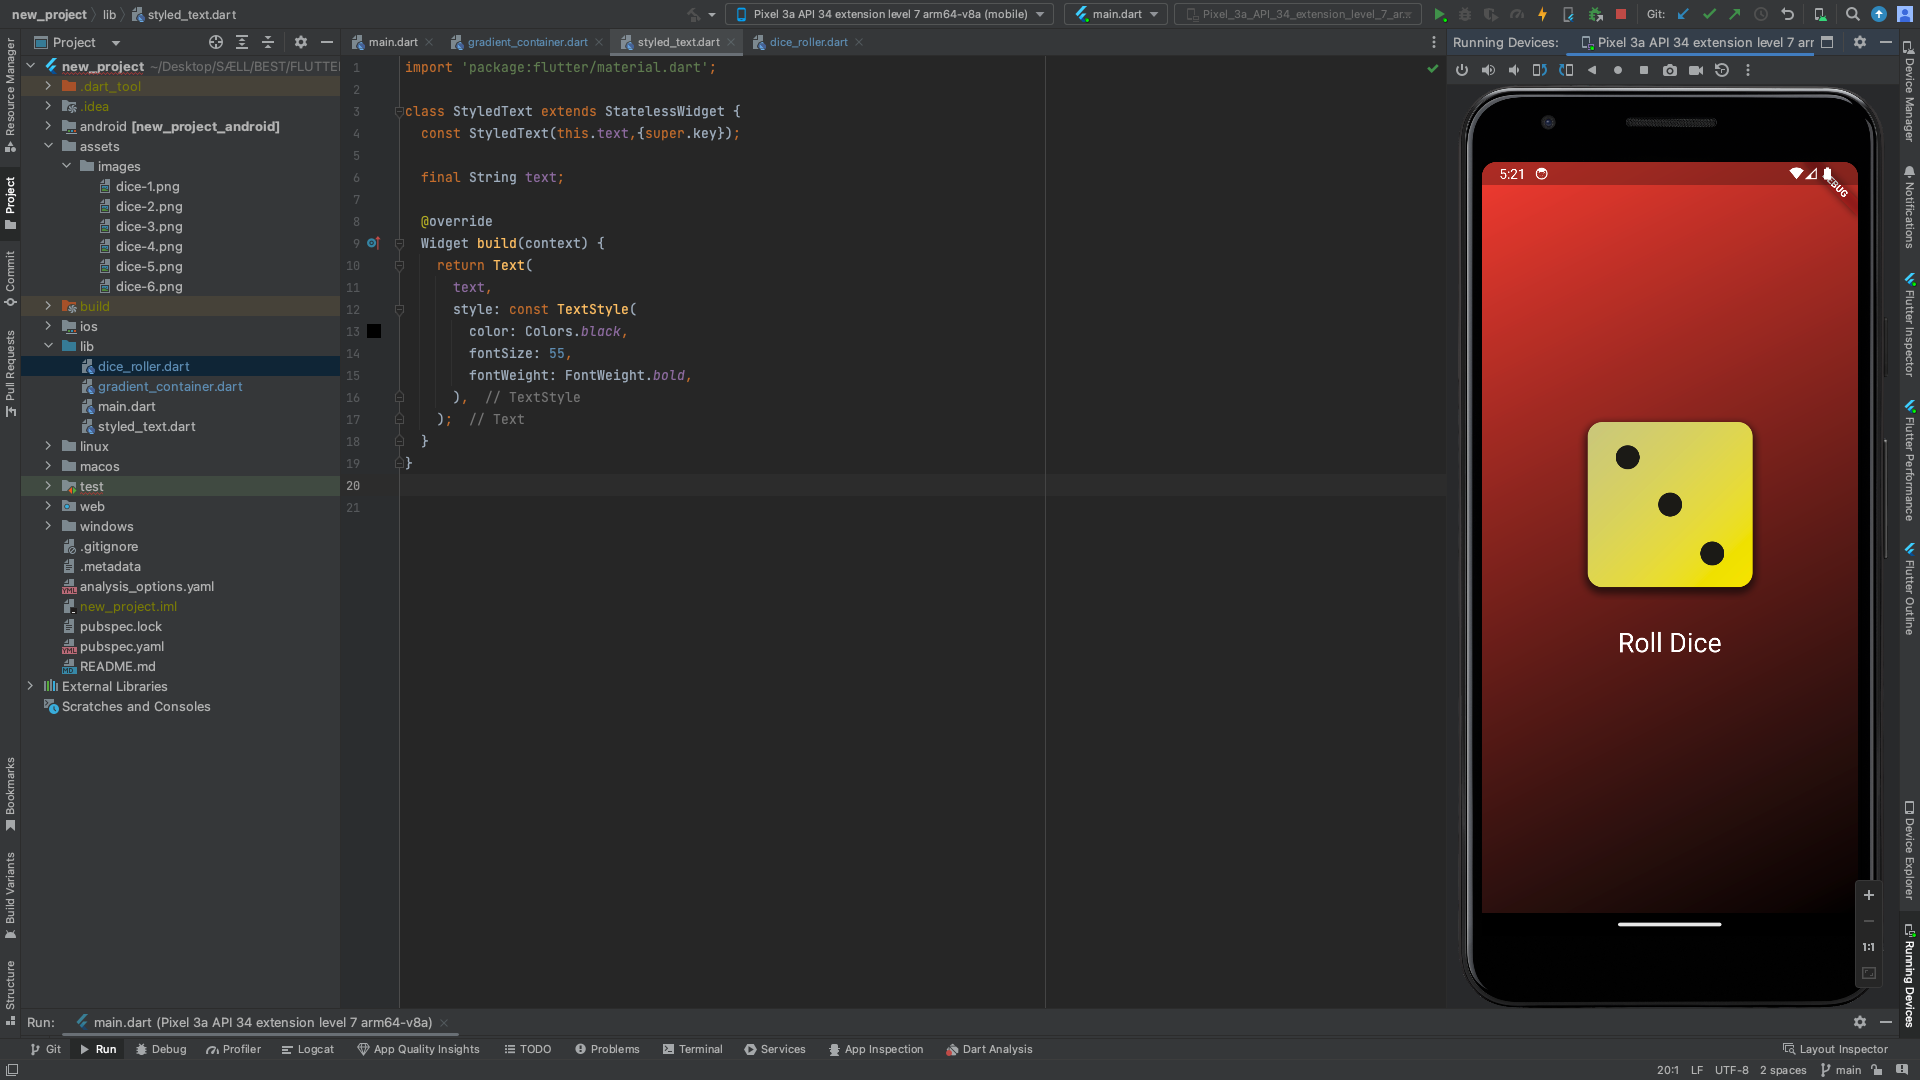 new_project
lib
styled_text.dart
Pixel 3a API 34 extension level 7 arm64-v8a (mobile)
main.dart
Pixel_3a_API_34_extension_level_7_ar...
Git:
Project
main.dart
gradient_container.dart
styled_text.dart
dice_roller.dart
Running Devices:
Pixel 3a API 34 extension level 7 arr
new_project ~/Desktop/SÆLL/BEST/FLUTTE
.dart_tool
.idea
android [new_project_android]
assets
images
dice-1.png
dice-2.png
dice-3.png
dice-4.png
dice-5.png
dice-6.png
build
ios
lib
dice_roller.dart
gradient_container.dart
main.dart
styled_text.dart
linux
macos
test
web
windows
.gitignore
.metadata
analysis_options.yaml
new_project.iml
pubspec.lock
pubspec.yaml
README.md
External Libraries
Scratches and Consoles
1 import 'package:flutter/material.dart';
2
3 class StyledText extends StatelessWidget {
4 const StyledText(this.text,{super.key});
5
6 final String text;
7
8 @override
9 Widget build(context) {
10 return Text(
11 text,
12 style: const TextStyle(
13 color: Colors.black,
14 fontSize: 55,
15 fontWeight: FontWeight.bold,
16 ), // TextStyle
17 ); // Text
18 }
19 }
20
21
5:21
DEBUG
Roll Dice
1:1
Resource Manager
Project
Commit
Pull Requests
Bookmarks
Build Variants
Structure
Device Manager
Notifications
Flutter Inspector
Flutter Performance
Flutter Outline
Device Explorer
Running Devices
Run:
main.dart (Pixel 3a API 34 extension level 7 arm64-v8a)
Git
Run
Debug
Profiler
Logcat
App Quality Insights
TODO
Problems
Terminal
Services
App Inspection
Dart Analysis
Layout Inspector
20:1
LF
UTF-8
2 spaces
main